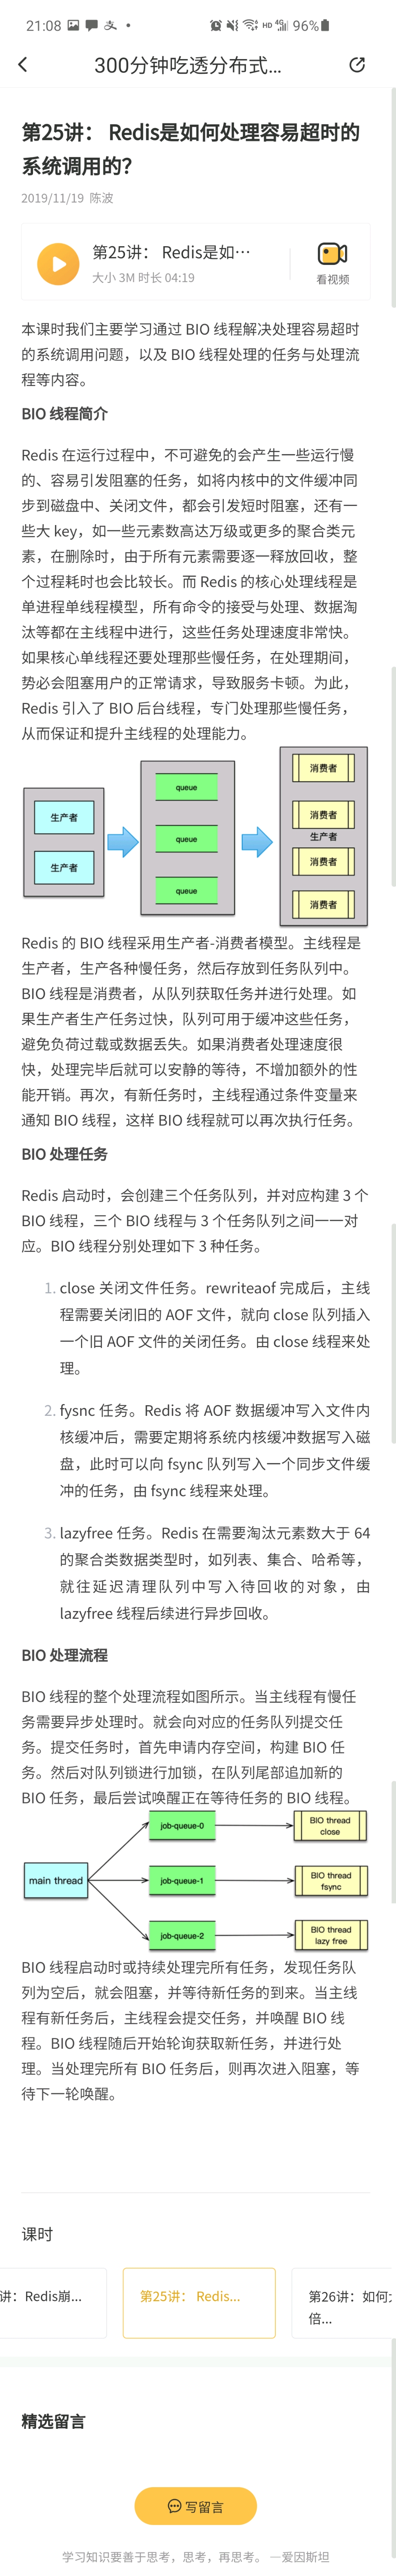 21:08
HD 4G 96%
300分钟吃透分布式...
第25讲： Redis是如何处理容易超时的
系统调用的?
2019/11/19 陈波
第25讲： Redis是如…
大小 3M 时长 04:19
看视频
本课时我们主要学习通过 BIO 线程解决处理容易超时
的系统调用问题，以及 BIO 线程处理的任务与处理流
程等内容。
BIO 线程简介
Redis 在运行过程中，不可避免的会产生一些运行慢
的、容易引发阻塞的任务，如将内核中的文件缓冲同
步到磁盘中、关闭文件，都会引发短时阻塞，还有一
些大 key，如一些元素数高达万级或更多的聚合类元
素，在删除时，由于所有元素需要逐一释放回收，整
个过程耗时也会比较长。而 Redis 的核心处理线程是
单进程单线程模型，所有命令的接受与处理、数据淘
汰等都在主线程中进行，这些任务处理速度非常快。
如果核心单线程还要处理那些慢任务，在处理期间，
势必会阻塞用户的正常请求，导致服务卡顿。为此，
Redis 引入了 BIO 后台线程，专门处理那些慢任务，
从而保证和提升主线程的处理能力。
生产者
生产者
queue
queue
queue
消费者
消费者
生产者
消费者
消费者
Redis 的 BIO 线程采用生产者-消费者模型。主线程是
生产者，生产各种慢任务，然后存放到任务队列中。
BIO 线程是消费者，从队列获取任务并进行处理。如
果生产者生产任务过快，队列可用于缓冲这些任务，
避免负荷过载或数据丢失。如果消费者处理速度很
快，处理完毕后就可以安静的等待，不增加额外的性
能开销。再次，有新任务时，主线程通过条件变量来
通知 BIO 线程，这样 BIO 线程就可以再次执行任务。
BIO 处理任务
Redis 启动时，会创建三个任务队列，并对应构建 3 个
BIO 线程，三个 BIO 线程与 3 个任务队列之间一一对
应。BIO 线程分别处理如下 3 种任务。
1. close 关闭文件任务。rewriteaof 完成后，主线
程需要关闭旧的 AOF 文件，就向 close 队列插入
一个旧 AOF 文件的关闭任务。由 close 线程来处
理。
2. fysnc 任务。Redis 将 AOF 数据缓冲写入文件内
核缓冲后，需要定期将系统内核缓冲数据写入磁
盘，此时可以向 fsync 队列写入一个同步文件缓
冲的任务，由 fsync 线程来处理。
3. lazyfree 任务。Redis 在需要淘汰元素数大于 64
的聚合类数据类型时，如列表、集合、哈希等，
就往延迟清理队列中写入待回收的对象，由
lazyfree 线程后续进行异步回收。
BIO 处理流程
BIO 线程的整个处理流程如图所示。当主线程有慢任
务需要异步处理时。就会向对应的任务队列提交任
务。提交任务时，首先申请内存空间，构建 BIO 任
务。然后对队列锁进行加锁，在队列尾部追加新的
BIO 任务，最后尝试唤醒正在等待任务的 BIO 线程。
main thread
job-queue-0
job-queue-1
job-queue-2
BIO thread
close
BIO thread
fsync
BIO thread
lazy free
BIO 线程启动时或持续处理完所有任务，发现任务队
列为空后，就会阻塞，并等待新任务的到来。当主线
程有新任务后，主线程会提交任务，并唤醒 BIO 线
程。BIO 线程随后开始轮询获取新任务，并进行处
理。当处理完所有 BIO 任务后，则再次进入阻塞，等
待下一轮唤醒。
课时
讲：Redis崩...
第25讲： Redis...
第26讲：如何大
倍...
精选留言
写留言
学习知识要善于思考，思考，再思考。 —爱因斯坦